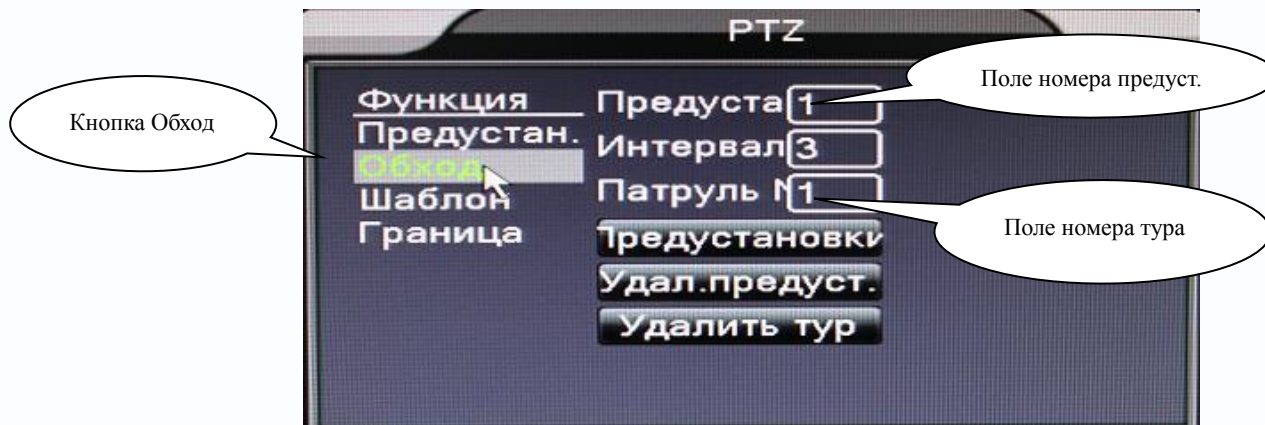 PTZ
Поле номера предуст.
Кнопка Обход
Функция
Предуста 1
Предустан.
Интервал 3
Обход
Патруль № 1
Шаблон
Граница
Поле номера тура
Предустановки
Удал.предуст.
Удалить тур